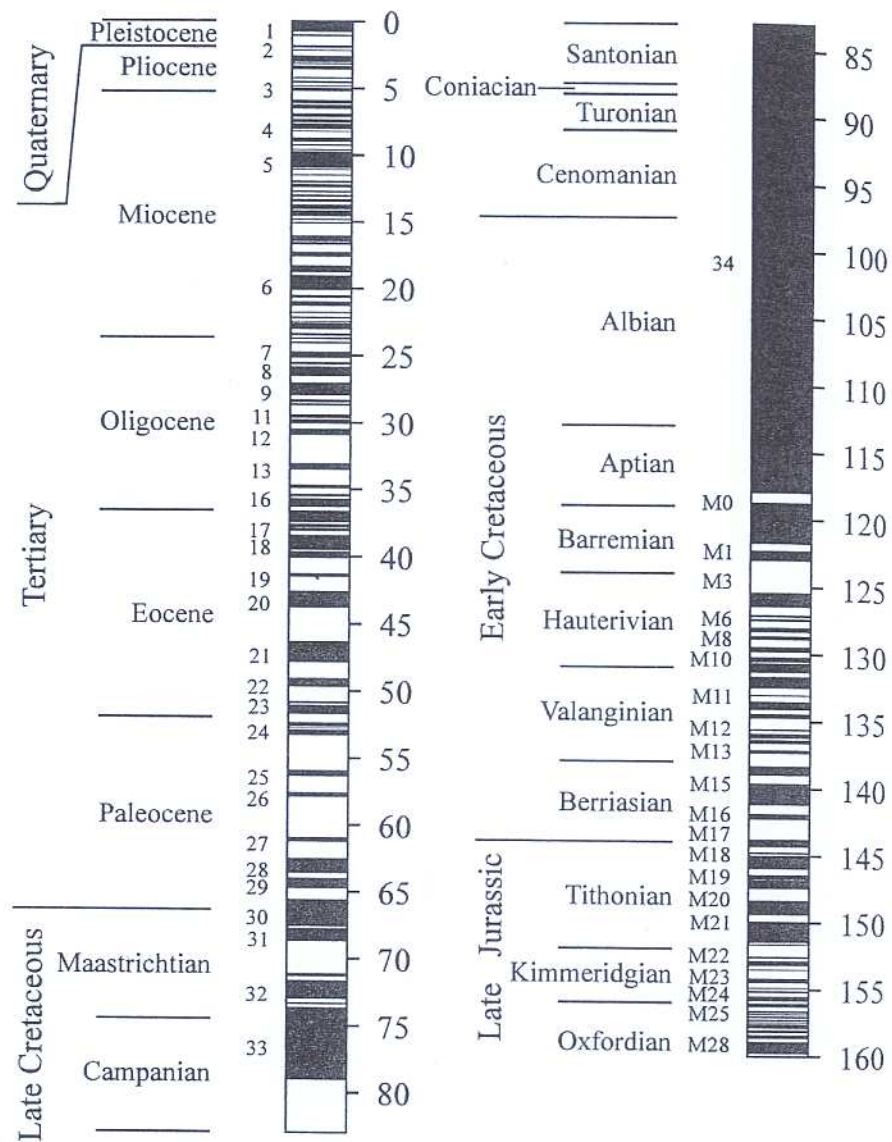 Quaternary
Tertiary
Late Cretaceous
Pleistocene
Pliocene
Miocene
Oligocene
Eocene
Paleocene
Maastrichtian
Campanian
1
2
3
4
5
6
7
8
9
11
12
13
16
17
18
19
20
21
22
23
24
25
26
27
28
29
30
31
32
33
0
5
10
15
20
25
30
35
40
45
50
55
60
65
70
75
80
Early Cretaceous
Late Jurassic
Santonian
Coniacian
Turonian
Cenomanian
Albian
Aptian
Barremian
Hauterivian
Valanginian
Berriasian
Tithonian
Kimmeridgian
Oxfordian
34
M0
M1
M3
M6
M8
M10
M11
M12
M13
M15
M16
M17
M18
M19
M20
M21
M22
M23
M24
M25
M28
85
90
95
100
105
110
115
120
125
130
135
140
145
150
155
160